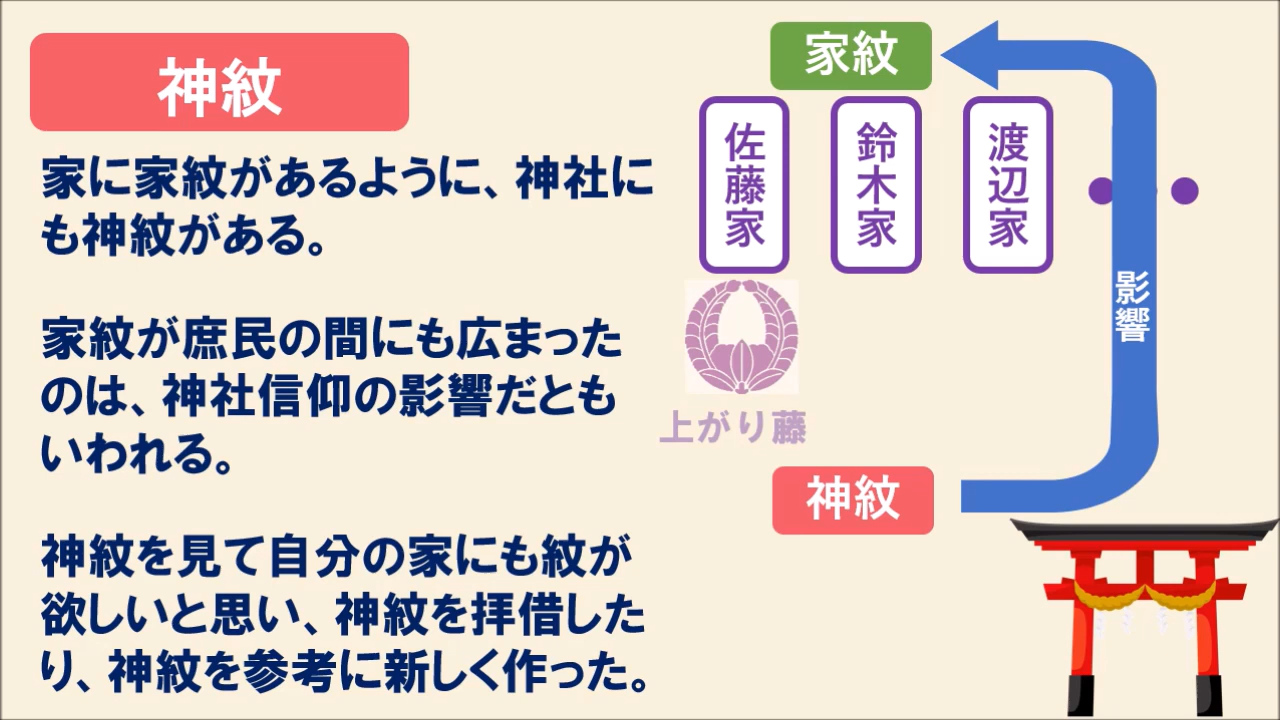 神紋
家に家紋があるように、神社に
も神紋がある。
家紋が庶民の間にも広まった
のは、神社信仰の影響だとも
いわれる。
神紋を見て自分の家にも紋が
欲しいと思い、神紋を拝借した
り、神紋を参考に新しく作った。
家紋
佐藤家
鈴木家
渡辺家
影響
上がり藤
神紋